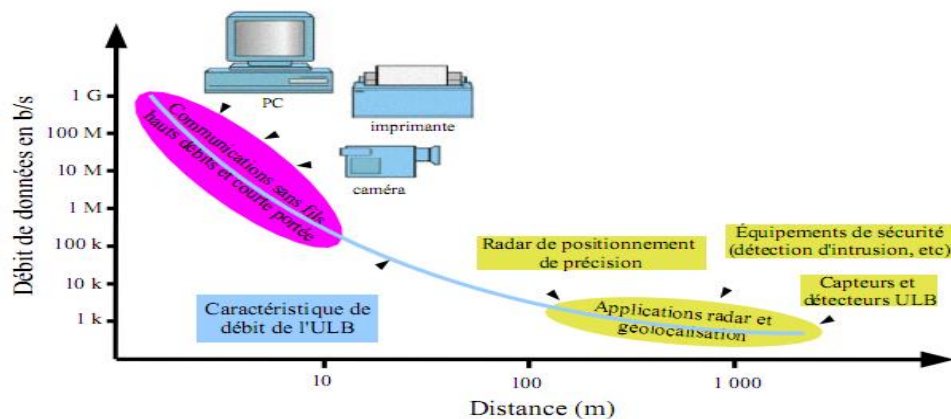 PC
imprimante
caméra
Débit de données en b/s
1 G
100 M
10 M
1 M
100 k
10 k
1 k
Communications sans fils
hauts débits et courte portée
Caractéristique de
débit de l'ULB
Radar de positionnement
de précision
Équipements de sécurité
(détection d'intrusion, etc)
Capteurs et
détecteurs ULB
Applications radar et
géolocalisation
10
100
1 000
Distance (m)